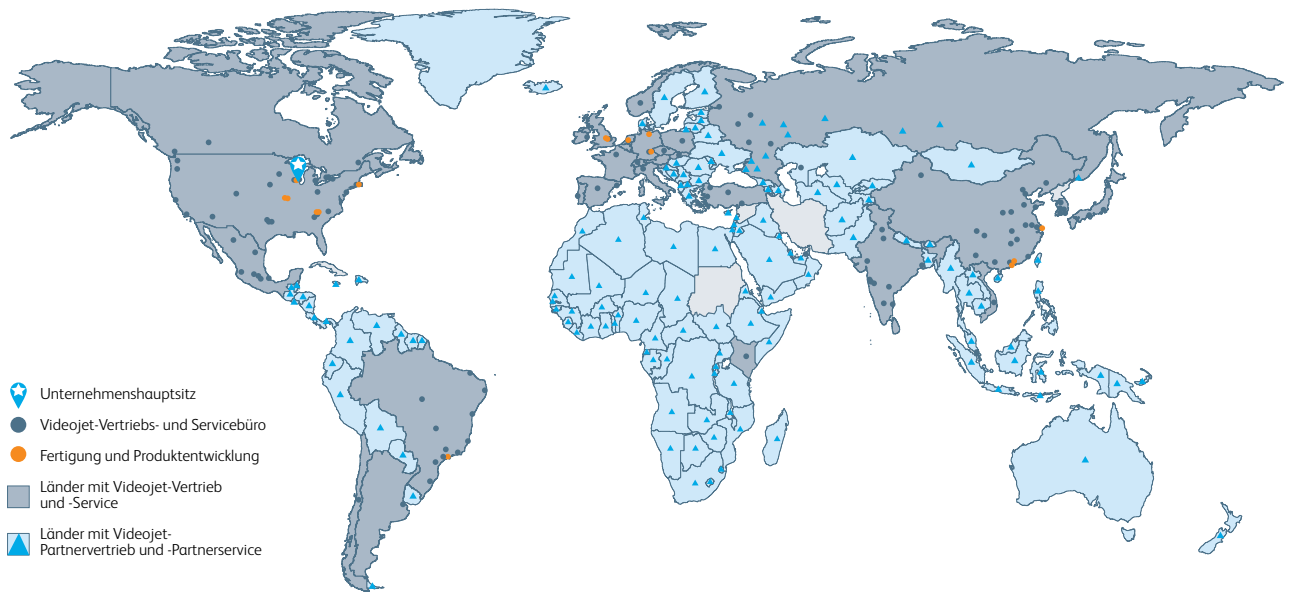 Unternehmenshauptsitz
Videojet-Vertriebs- und Servicebüro
Fertigung und Produktentwicklung
Länder mit Videojet-Vertrieb
und -Service
Länder mit Videojet-
Partnervertrieb und -Partnerservice